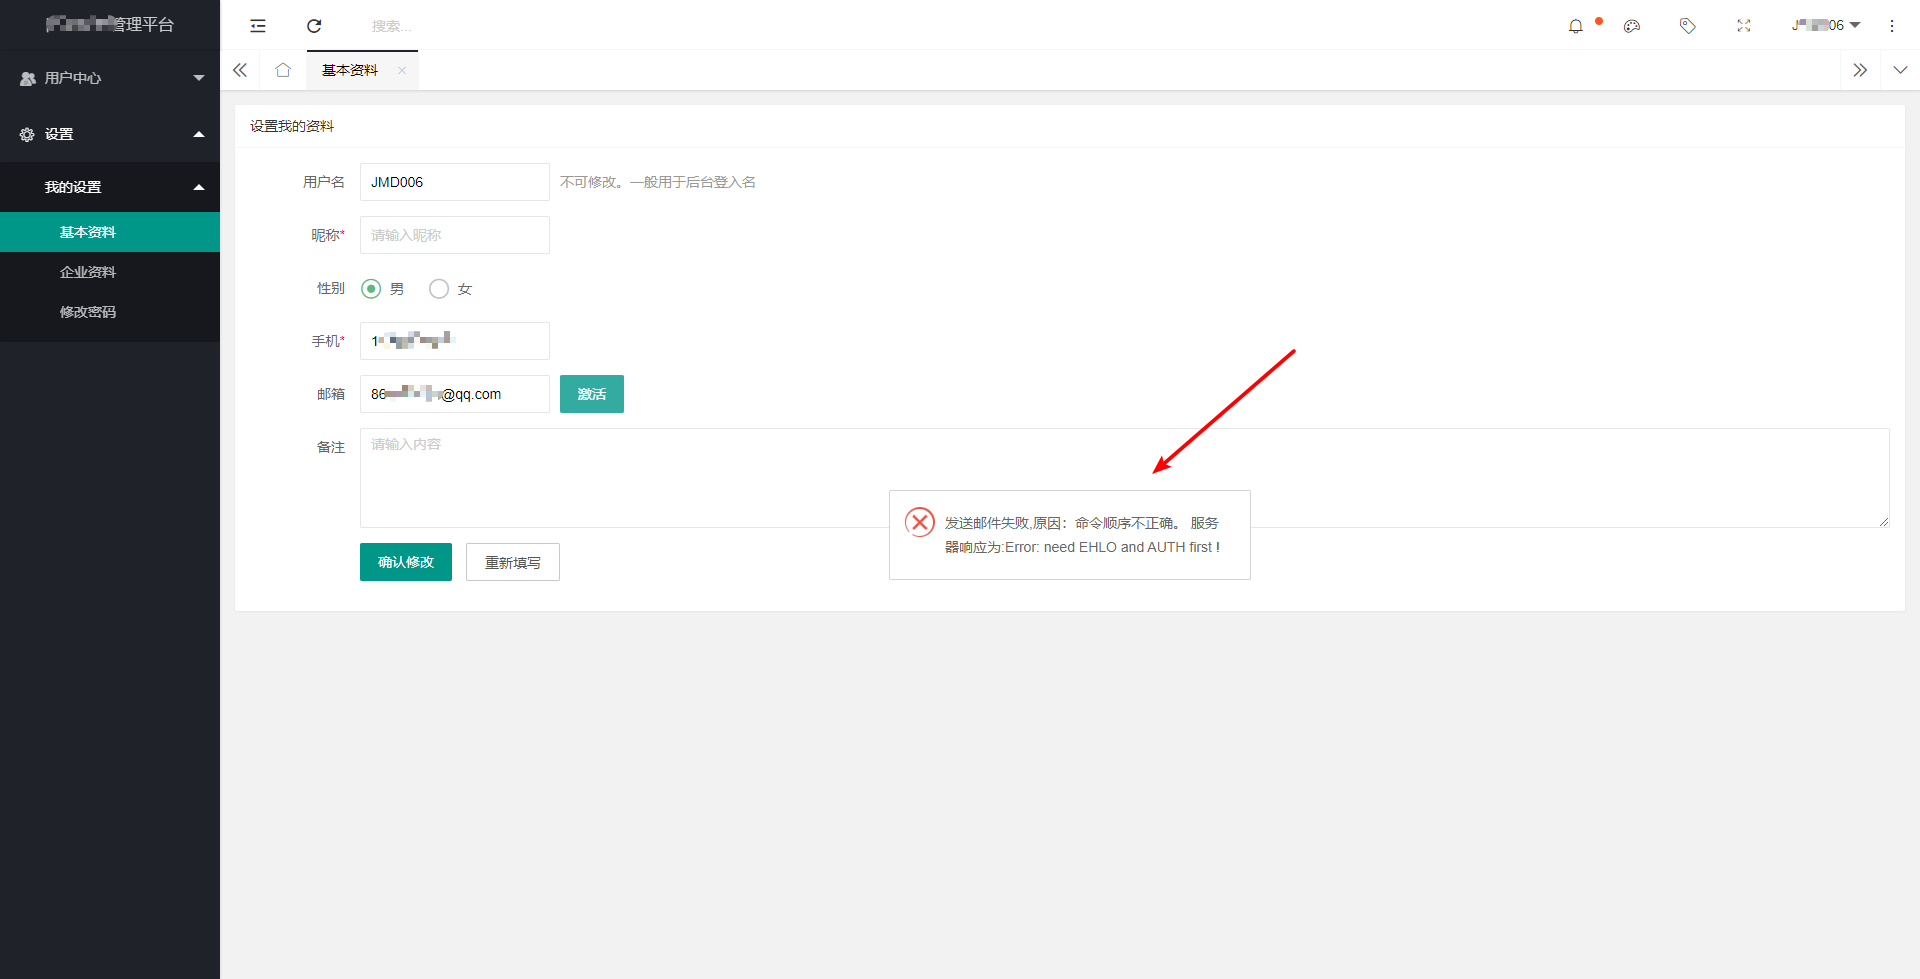 管理平台
搜索...
06
用户中心
基本资料
设置
设置我的资料
我的设置
基本资料
企业资料
修改密码
用户名
JMD006
不可修改。一般用于后台登入名
昵称*
请输入昵称
性别
男
女
手机*
1
邮箱
86
@qq.com
激活
备注
请输入内容
发送邮件失败,原因：命令顺序不正确。 服务
器响应为:Error: need EHLO and AUTH first !
确认修改
重新填写